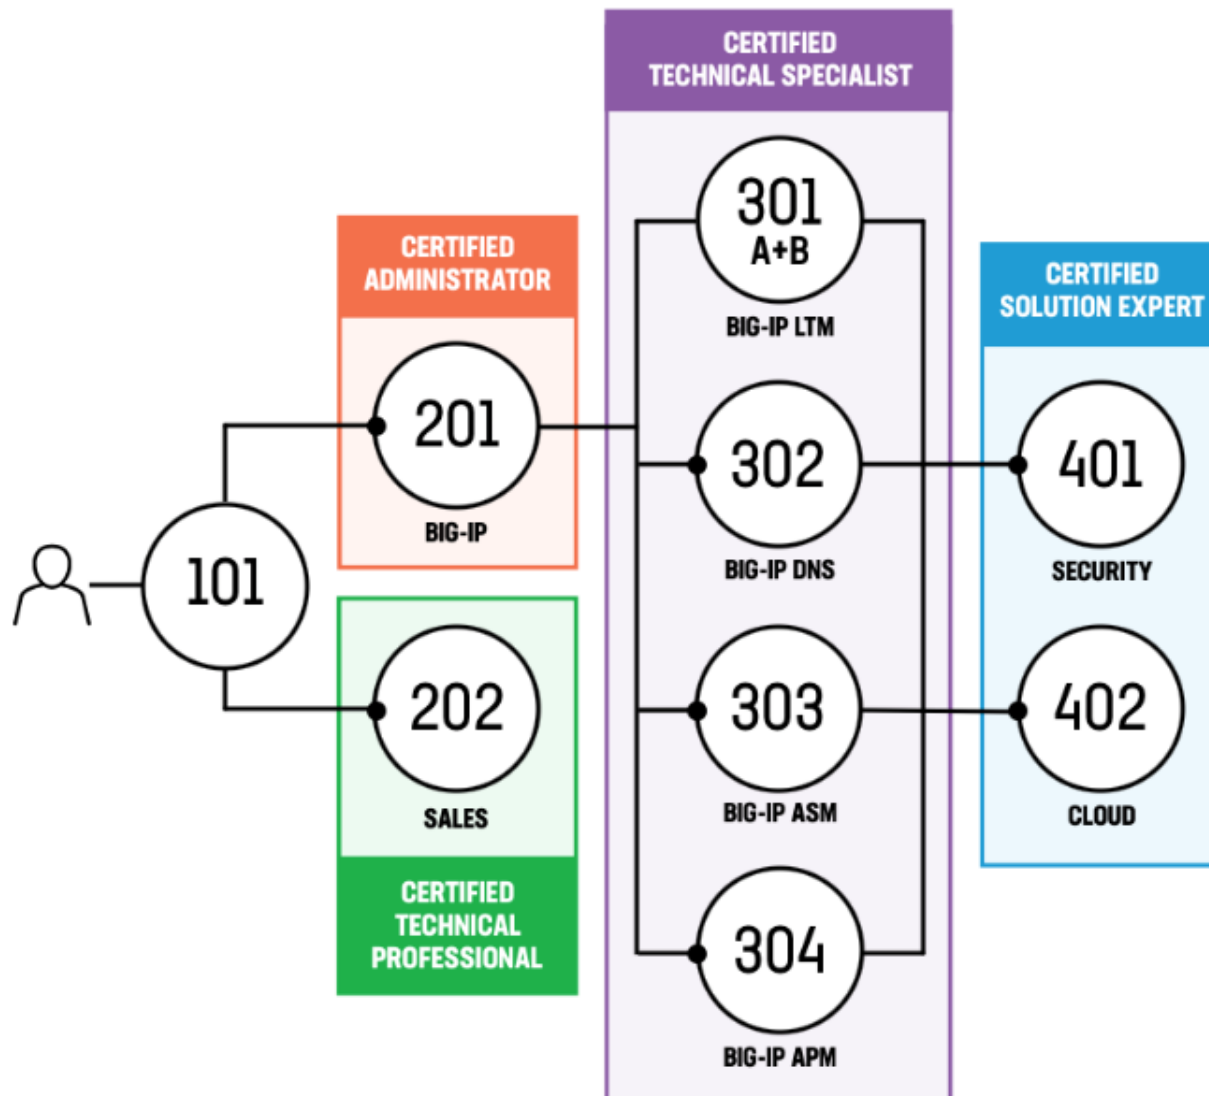 101
CERTIFIED
ADMINISTRATOR
201
BIG-IP
202
SALES
CERTIFIED
TECHNICAL
PROFESSIONAL
CERTIFIED
TECHNICAL SPECIALIST
301
A+B
BIG-IP LTM
302
BIG-IP DNS
303
BIG-IP ASM
304
BIG-IP APM
CERTIFIED
SOLUTION EXPERT
401
SECURITY
402
CLOUD